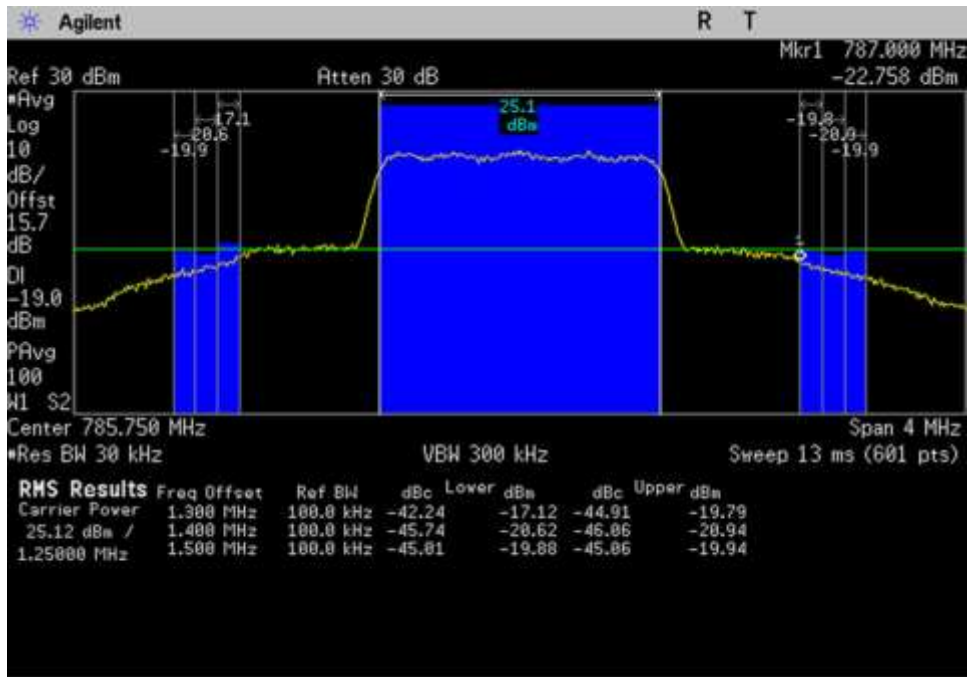 Agilent R T
Mkr1 787.000 MHz
Ref 30 dBm Atten 30 dB -22.758 dBm
#Avg
Log
10
dB/
Offst
15.7
dB
DI
-19.0
dBm
PAvg
100
W1 S2
25.1
dBm
-17.1
-20.6
-19.9
-19.8
-20.9
-19.9
1
Center 785.750 MHz Span 4 MHz
#Res BW 30 kHz VBW 300 kHz Sweep 13 ms (601 pts)
RMS Results Freq Offset Ref BW dBc Lower dBm dBc Upper dBm
Carrier Power 1.300 MHz 100.0 kHz -42.24 -17.12 -44.91 -19.79
25.12 dBm / 1.400 MHz 100.0 kHz -45.74 -20.62 -46.06 -20.94
1.25000 MHz 1.500 MHz 100.0 kHz -45.01 -19.88 -45.06 -19.94